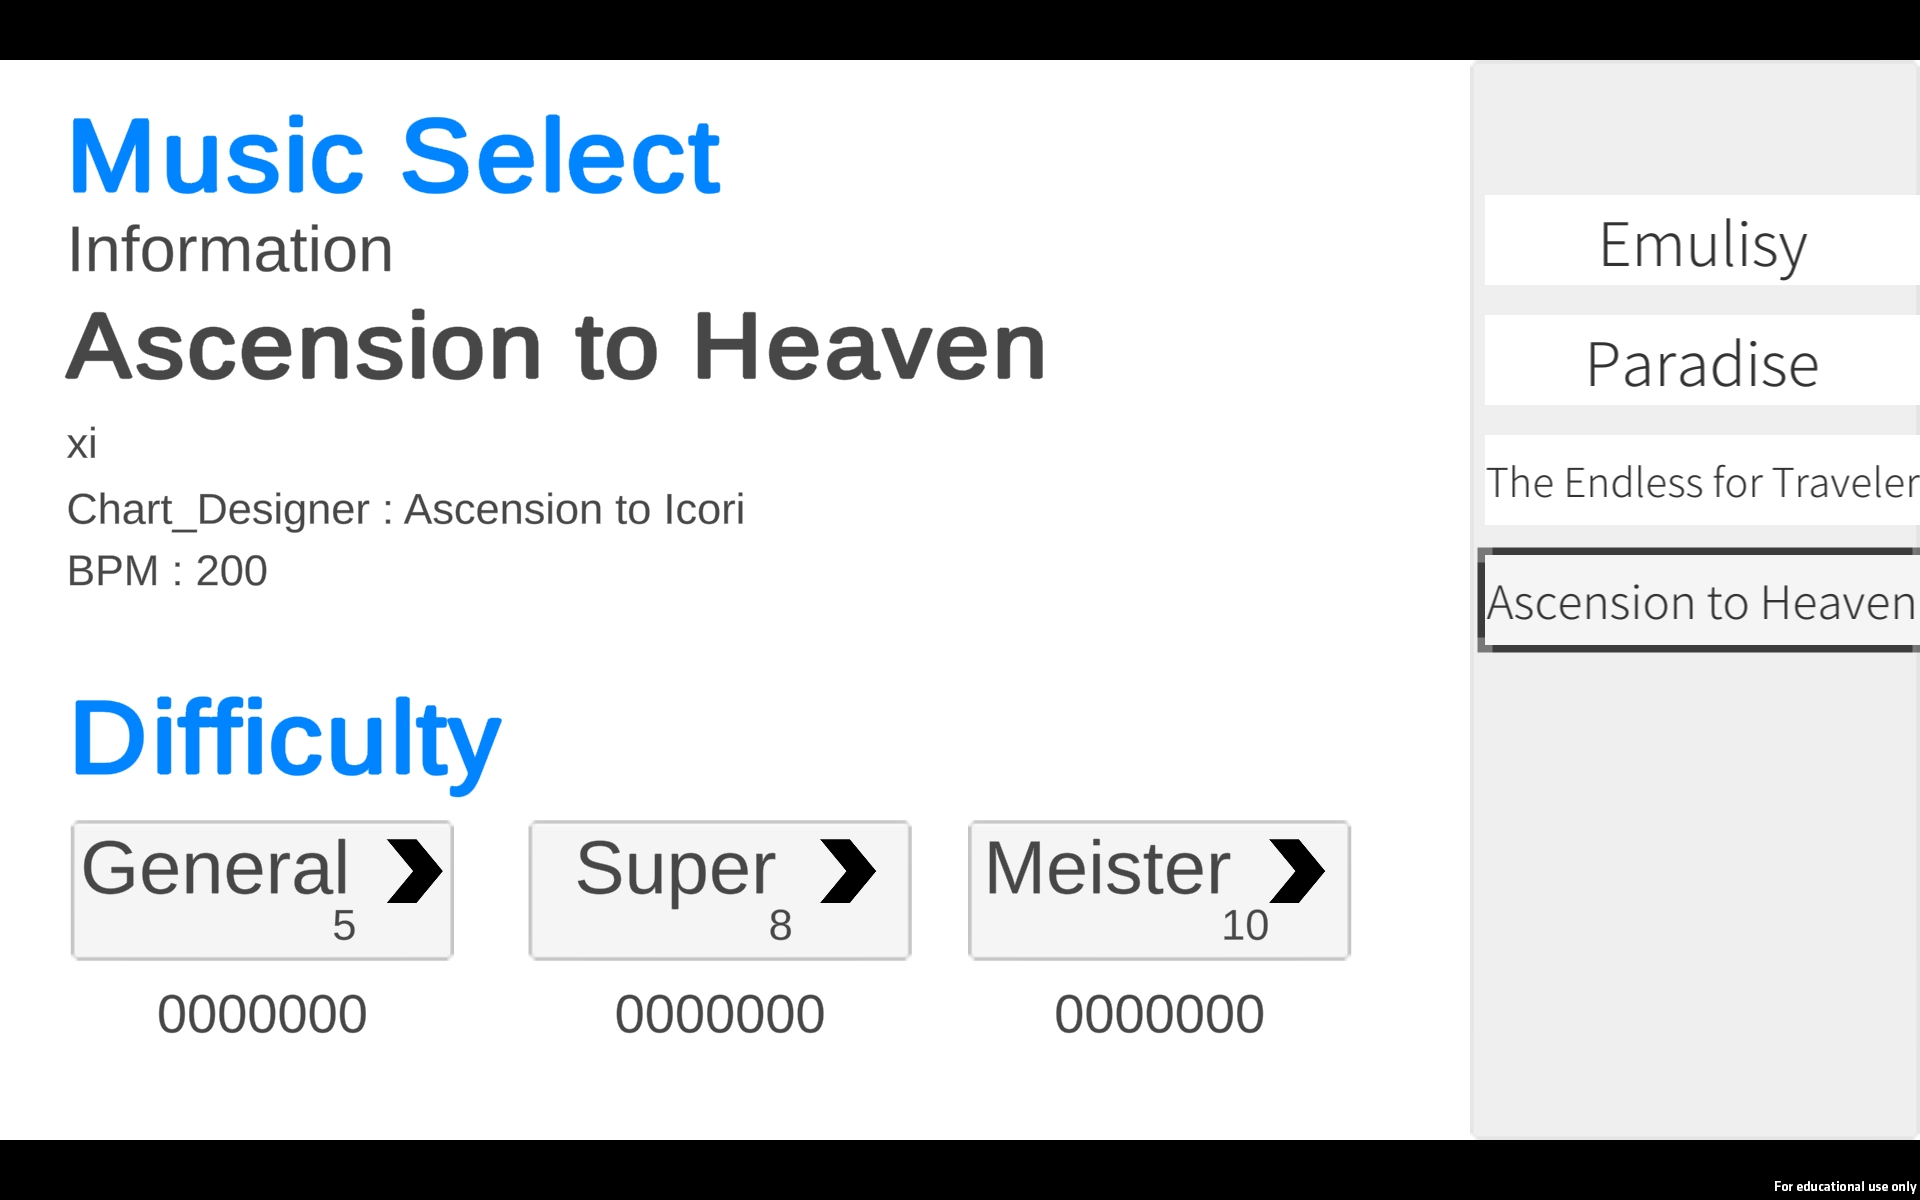 Music Select
Information
Ascension to Heaven
xi
Chart_Designer : Ascension to Icori
BPM : 200
Difficulty
General
5
0000000
Super
8
0000000
Meister
10
0000000
Emulisy
Paradise
The Endless for Traveler
Ascension to Heaven
For educational use only